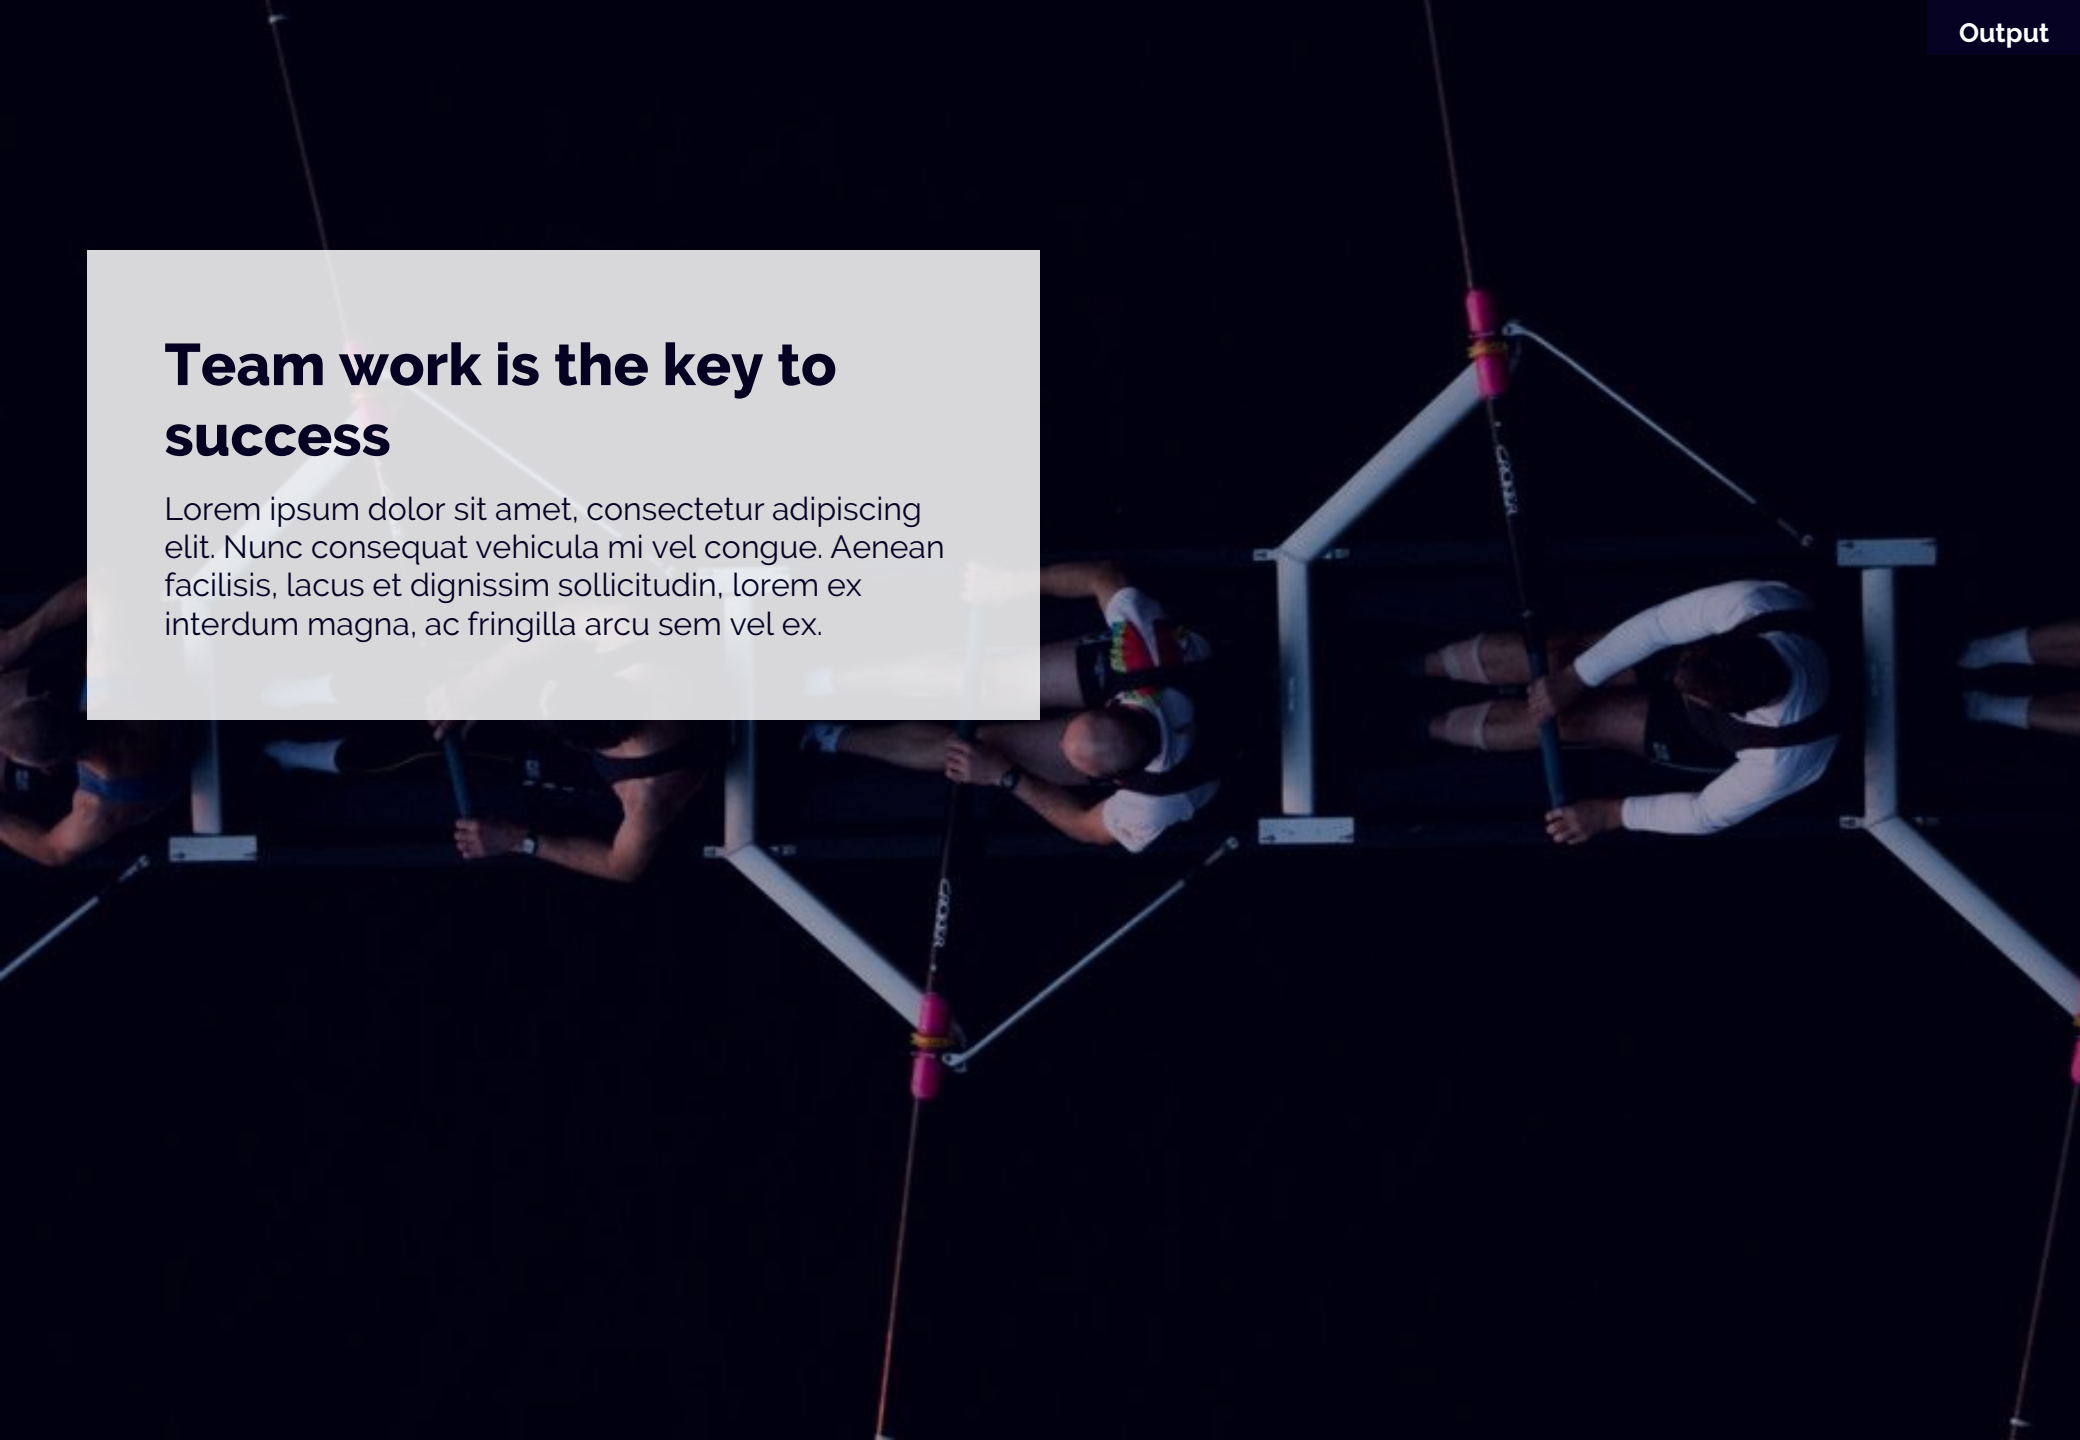 Output
Team work is the key to
success
Lorem ipsum dolor sit amet, consectetur adipiscing
elit. Nunc consequat vehicula mi vel congue. Aenean
facilisis, lacus et dignissim sollicitudin, lorem ex
interdum magna, ac fringilla arcu sem vel ex.
CROKER
CROKER